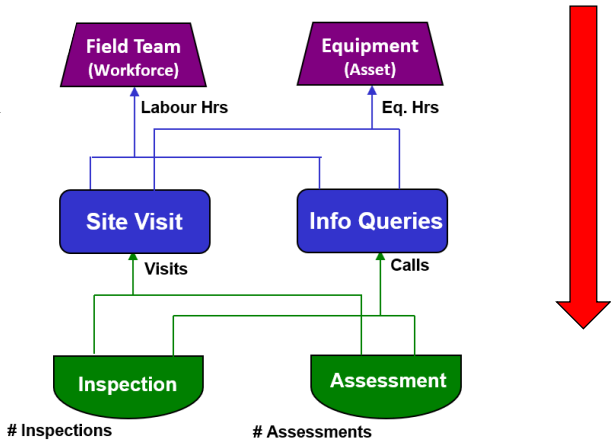 Field Team
(Workforce)
Equipment
(Asset)
Labour Hrs
Eq. Hrs
Site Visit
Info Queries
Visits
Calls
Inspection
Assessment
# Inspections
# Assessments